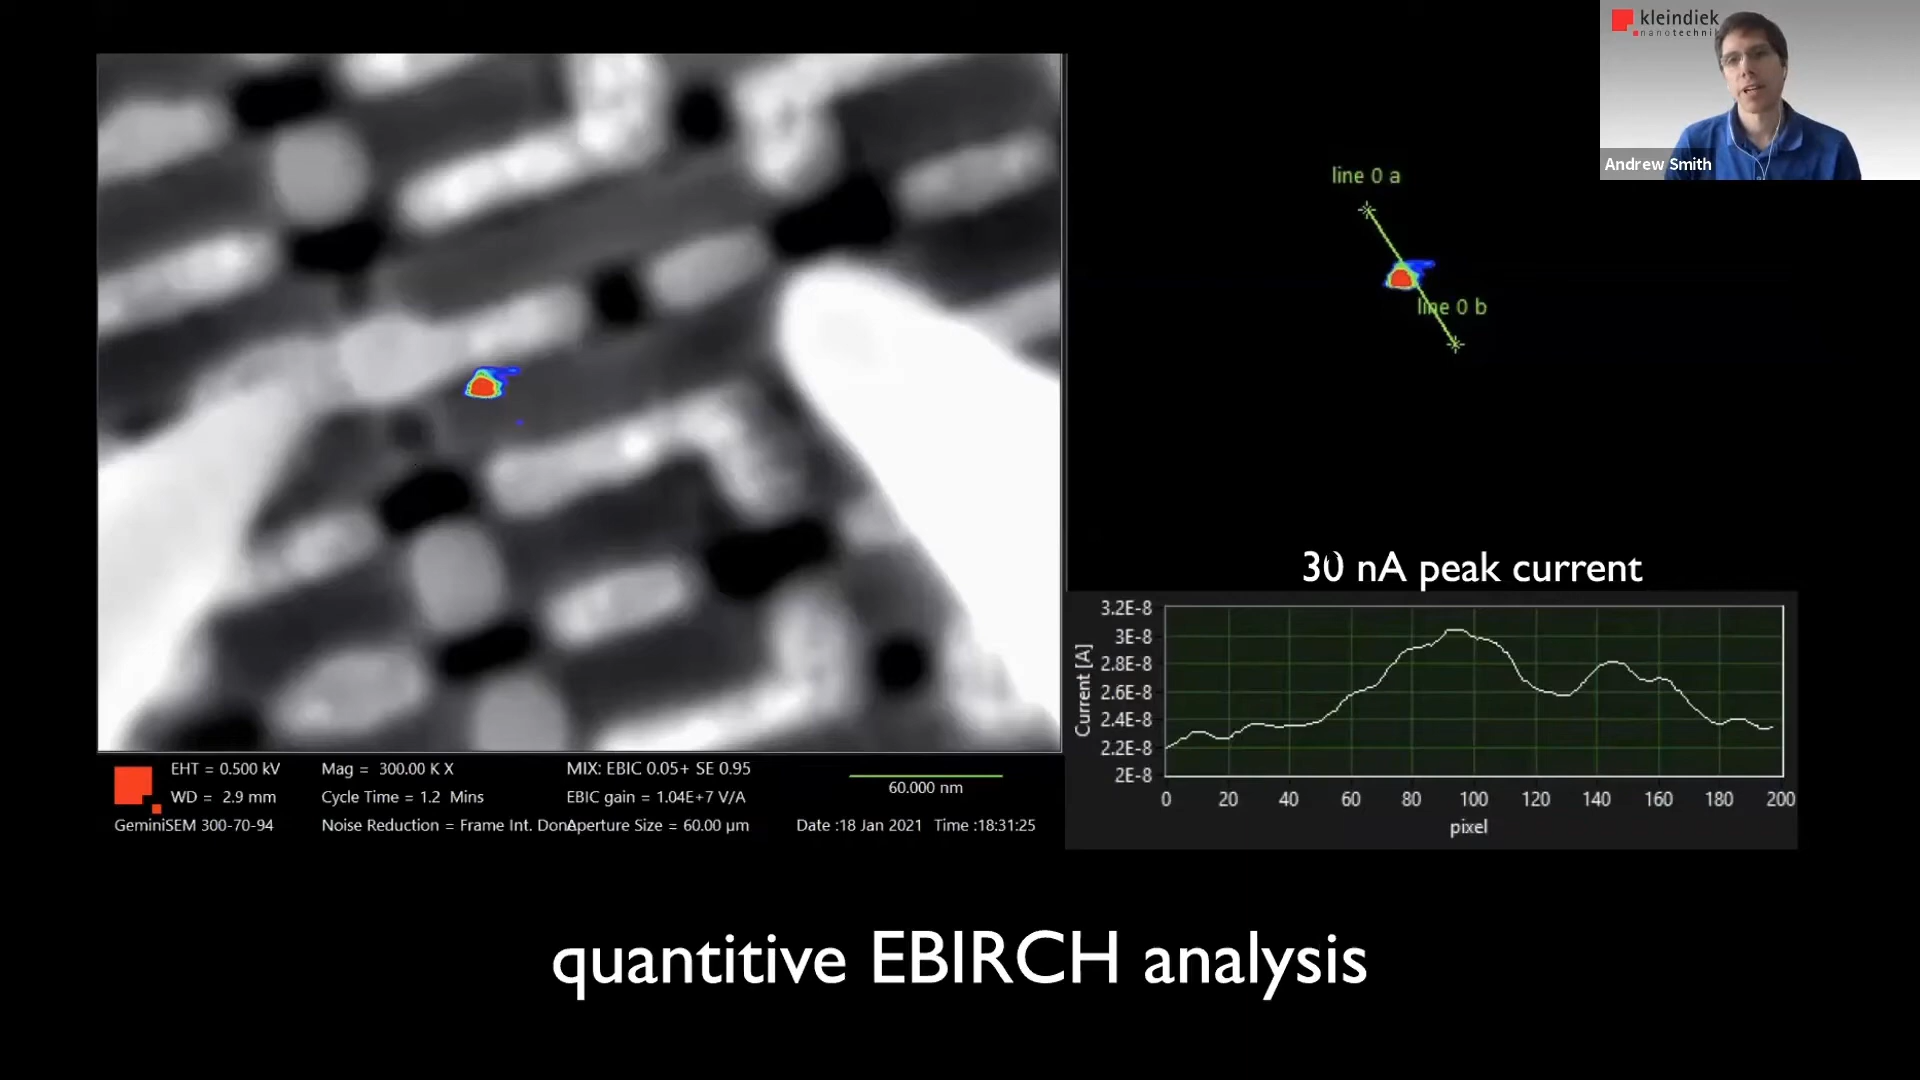 kleindiek
nanotechnik
Andrew Smith
line 0 a
line 0 b
30 nA peak current
3.2E-8
3E-8
2.8E-8
2.6E-8
2.4E-8
2.2E-8
2E-8
Current [A]
0 20 40 60 80 100 120 140 160 180 200
pixel
EHT = 0.500 kV Mag = 300.00 K X MIX: EBIC 0.05+ SE 0.95
60.000 nm
WD = 2.9 mm Cycle Time = 1.2 Mins EBIC gain = 1.04E+7 V/A
GeminiSEM 300-70-94 Noise Reduction = Frame Int. Done Aperture Size = 60.00 µm Date :18 Jan 2021 Time :18:31:25
quantitive EBIRCH analysis